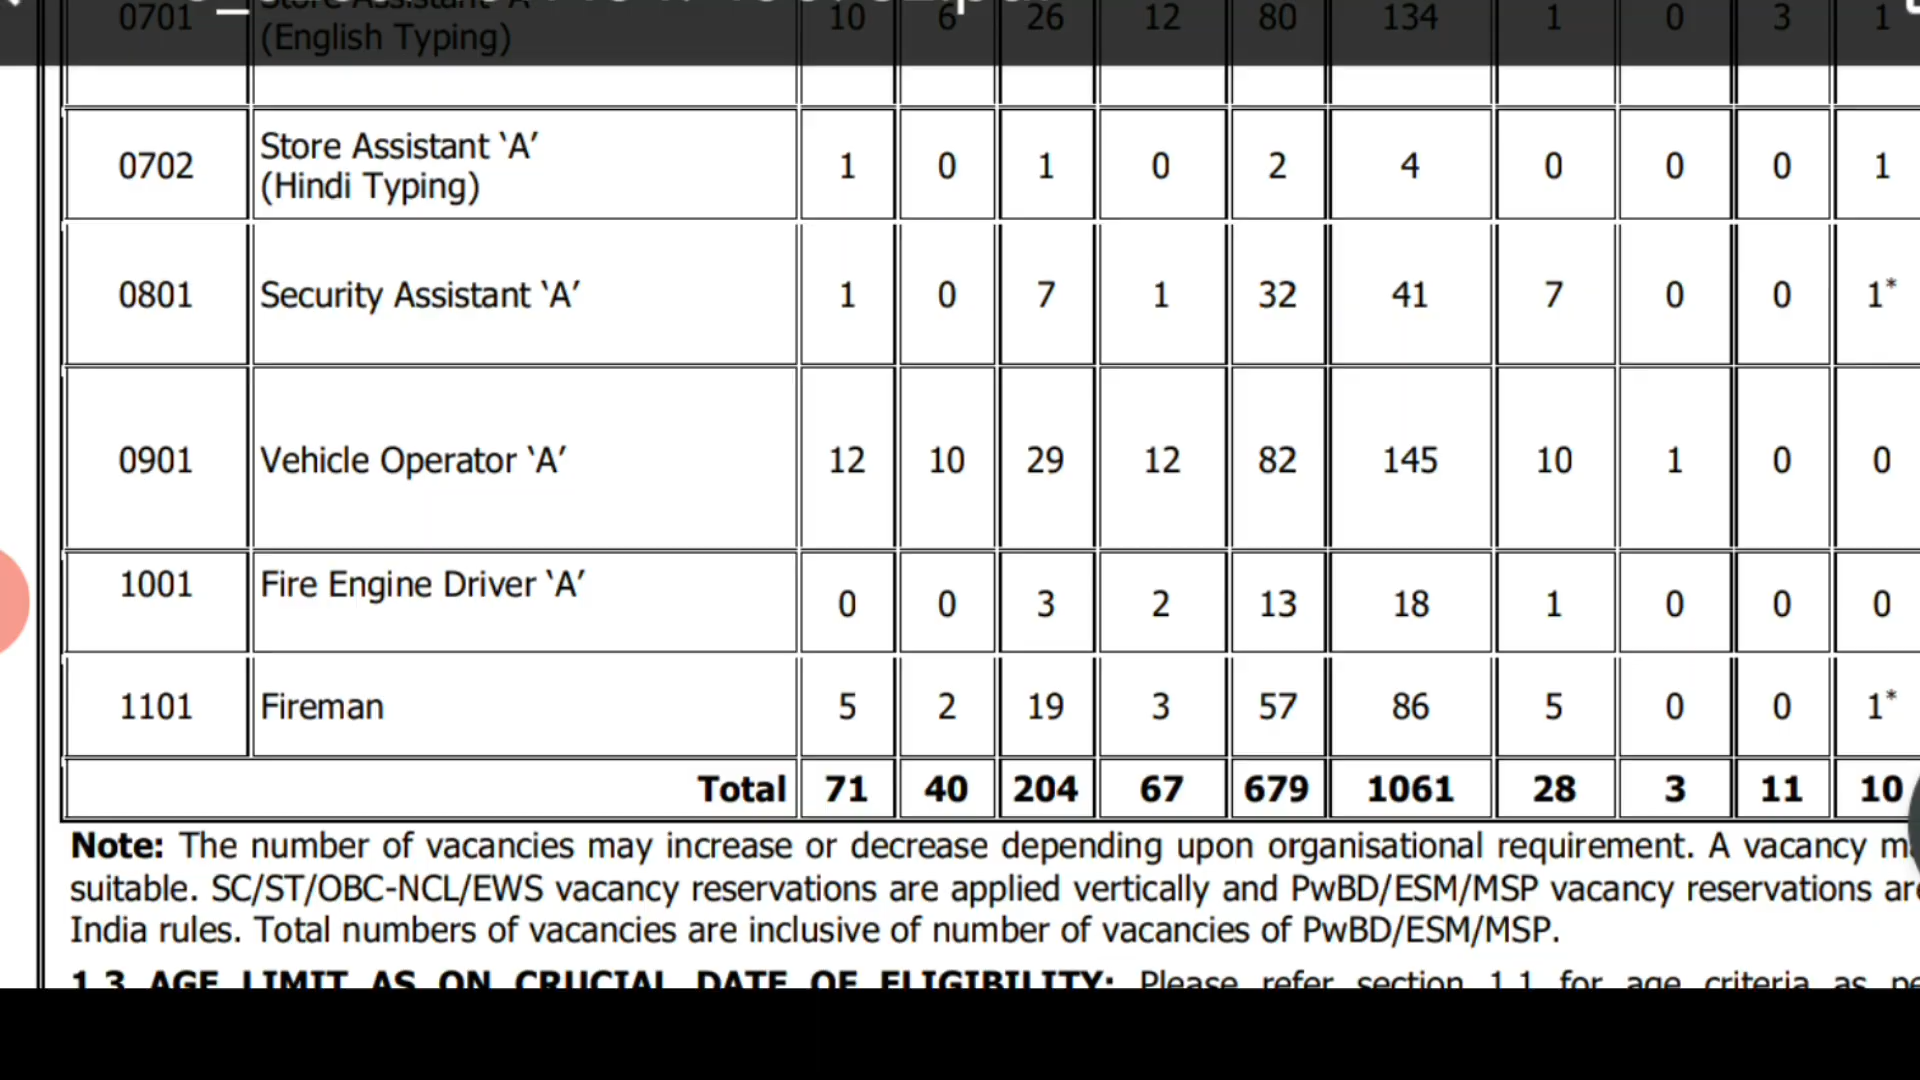 0701 Store Assistant 'A' 10 6 26 12 80 134 1 0 3 1
(English Typing)
0702 Store Assistant ‘A’ 1 0 1 0 2 4 0 0 0 1
(Hindi Typing)
0801 Security Assistant ‘A’ 1 0 7 1 32 41 7 0 0 1*
0901 Vehicle Operator ‘A’ 12 10 29 12 82 145 10 1 0 0
1001 Fire Engine Driver ‘A’ 0 0 3 2 13 18 1 0 0 0
1101 Fireman 5 2 19 3 57 86 5 0 0 1*
Total 71 40 204 67 679 1061 28 3 11 10
Note: The number of vacancies may increase or decrease depending upon organisational requirement. A vacancy
suitable. SC/ST/OBC-NCL/EWS vacancy reservations are applied vertically and PwBD/ESM/MSP vacancy reservations
India rules. Total numbers of vacancies are inclusive of number of vacancies of PwBD/ESM/MSP.
1.3 AGE LIMIT AS ON CRUCIAL DATE OF ELIGIBILITY: Please refer section 1.1 for age criteria as